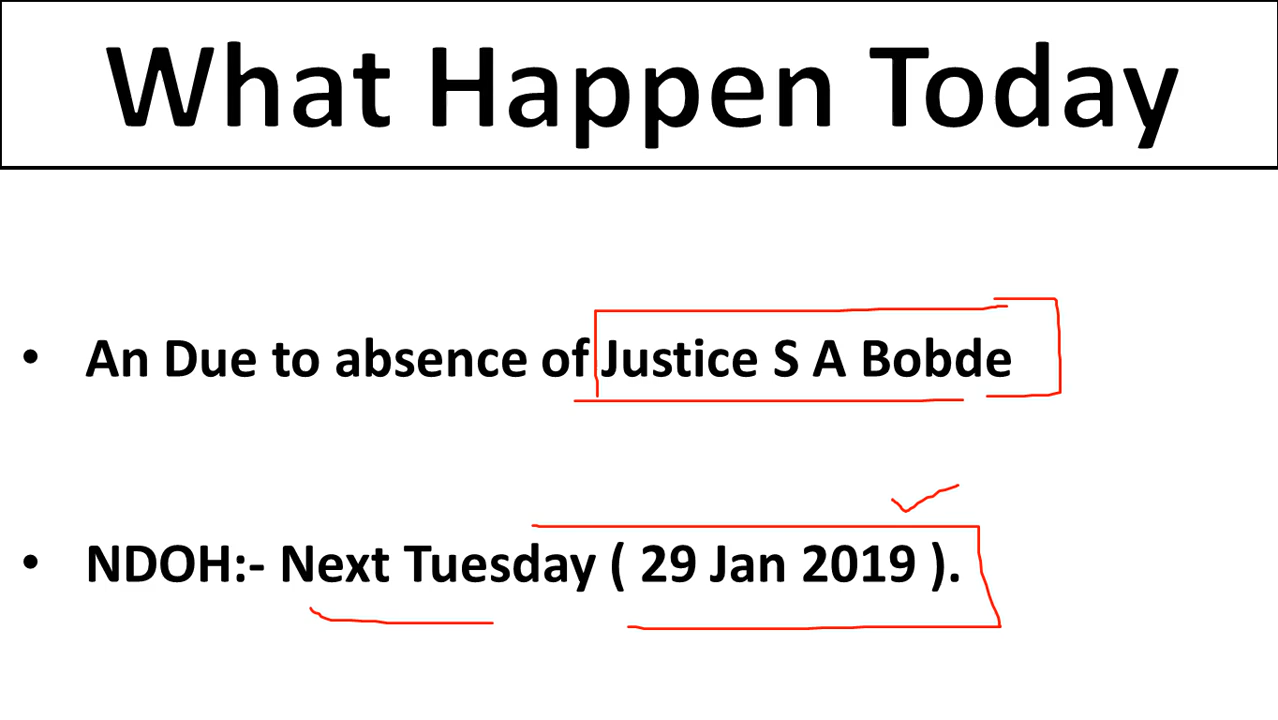 What Happen Today
• An Due to absence of Justice S A Bobde
• NDOH:- Next Tuesday ( 29 Jan 2019 ).